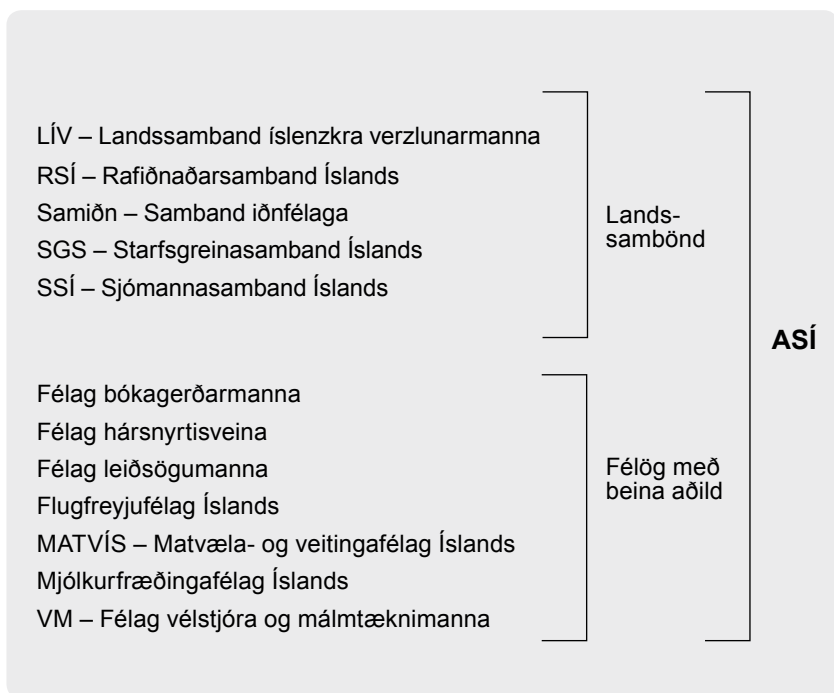 LÍV – Landssamband íslenzkra verzlunarmanna
RSÍ – Rafiðnaðarsamband Íslands
Samiðn – Samband iðnfélaga
SGS – Starfsgreinasamband Íslands
SSÍ – Sjómannasamband Íslands
Lands-
sambönd
ASÍ
Félag bókagerðarmanna
Félag hársnyrtisveina
Félag leiðsögumanna
Flugfreyjufélag Íslands
MATVÍS – Matvæla- og veitingafélag Íslands
Mjólkurfræðingafélag Íslands
VM – Félag vélstjóra og málmtæknimanna
Félög með
beina aðild